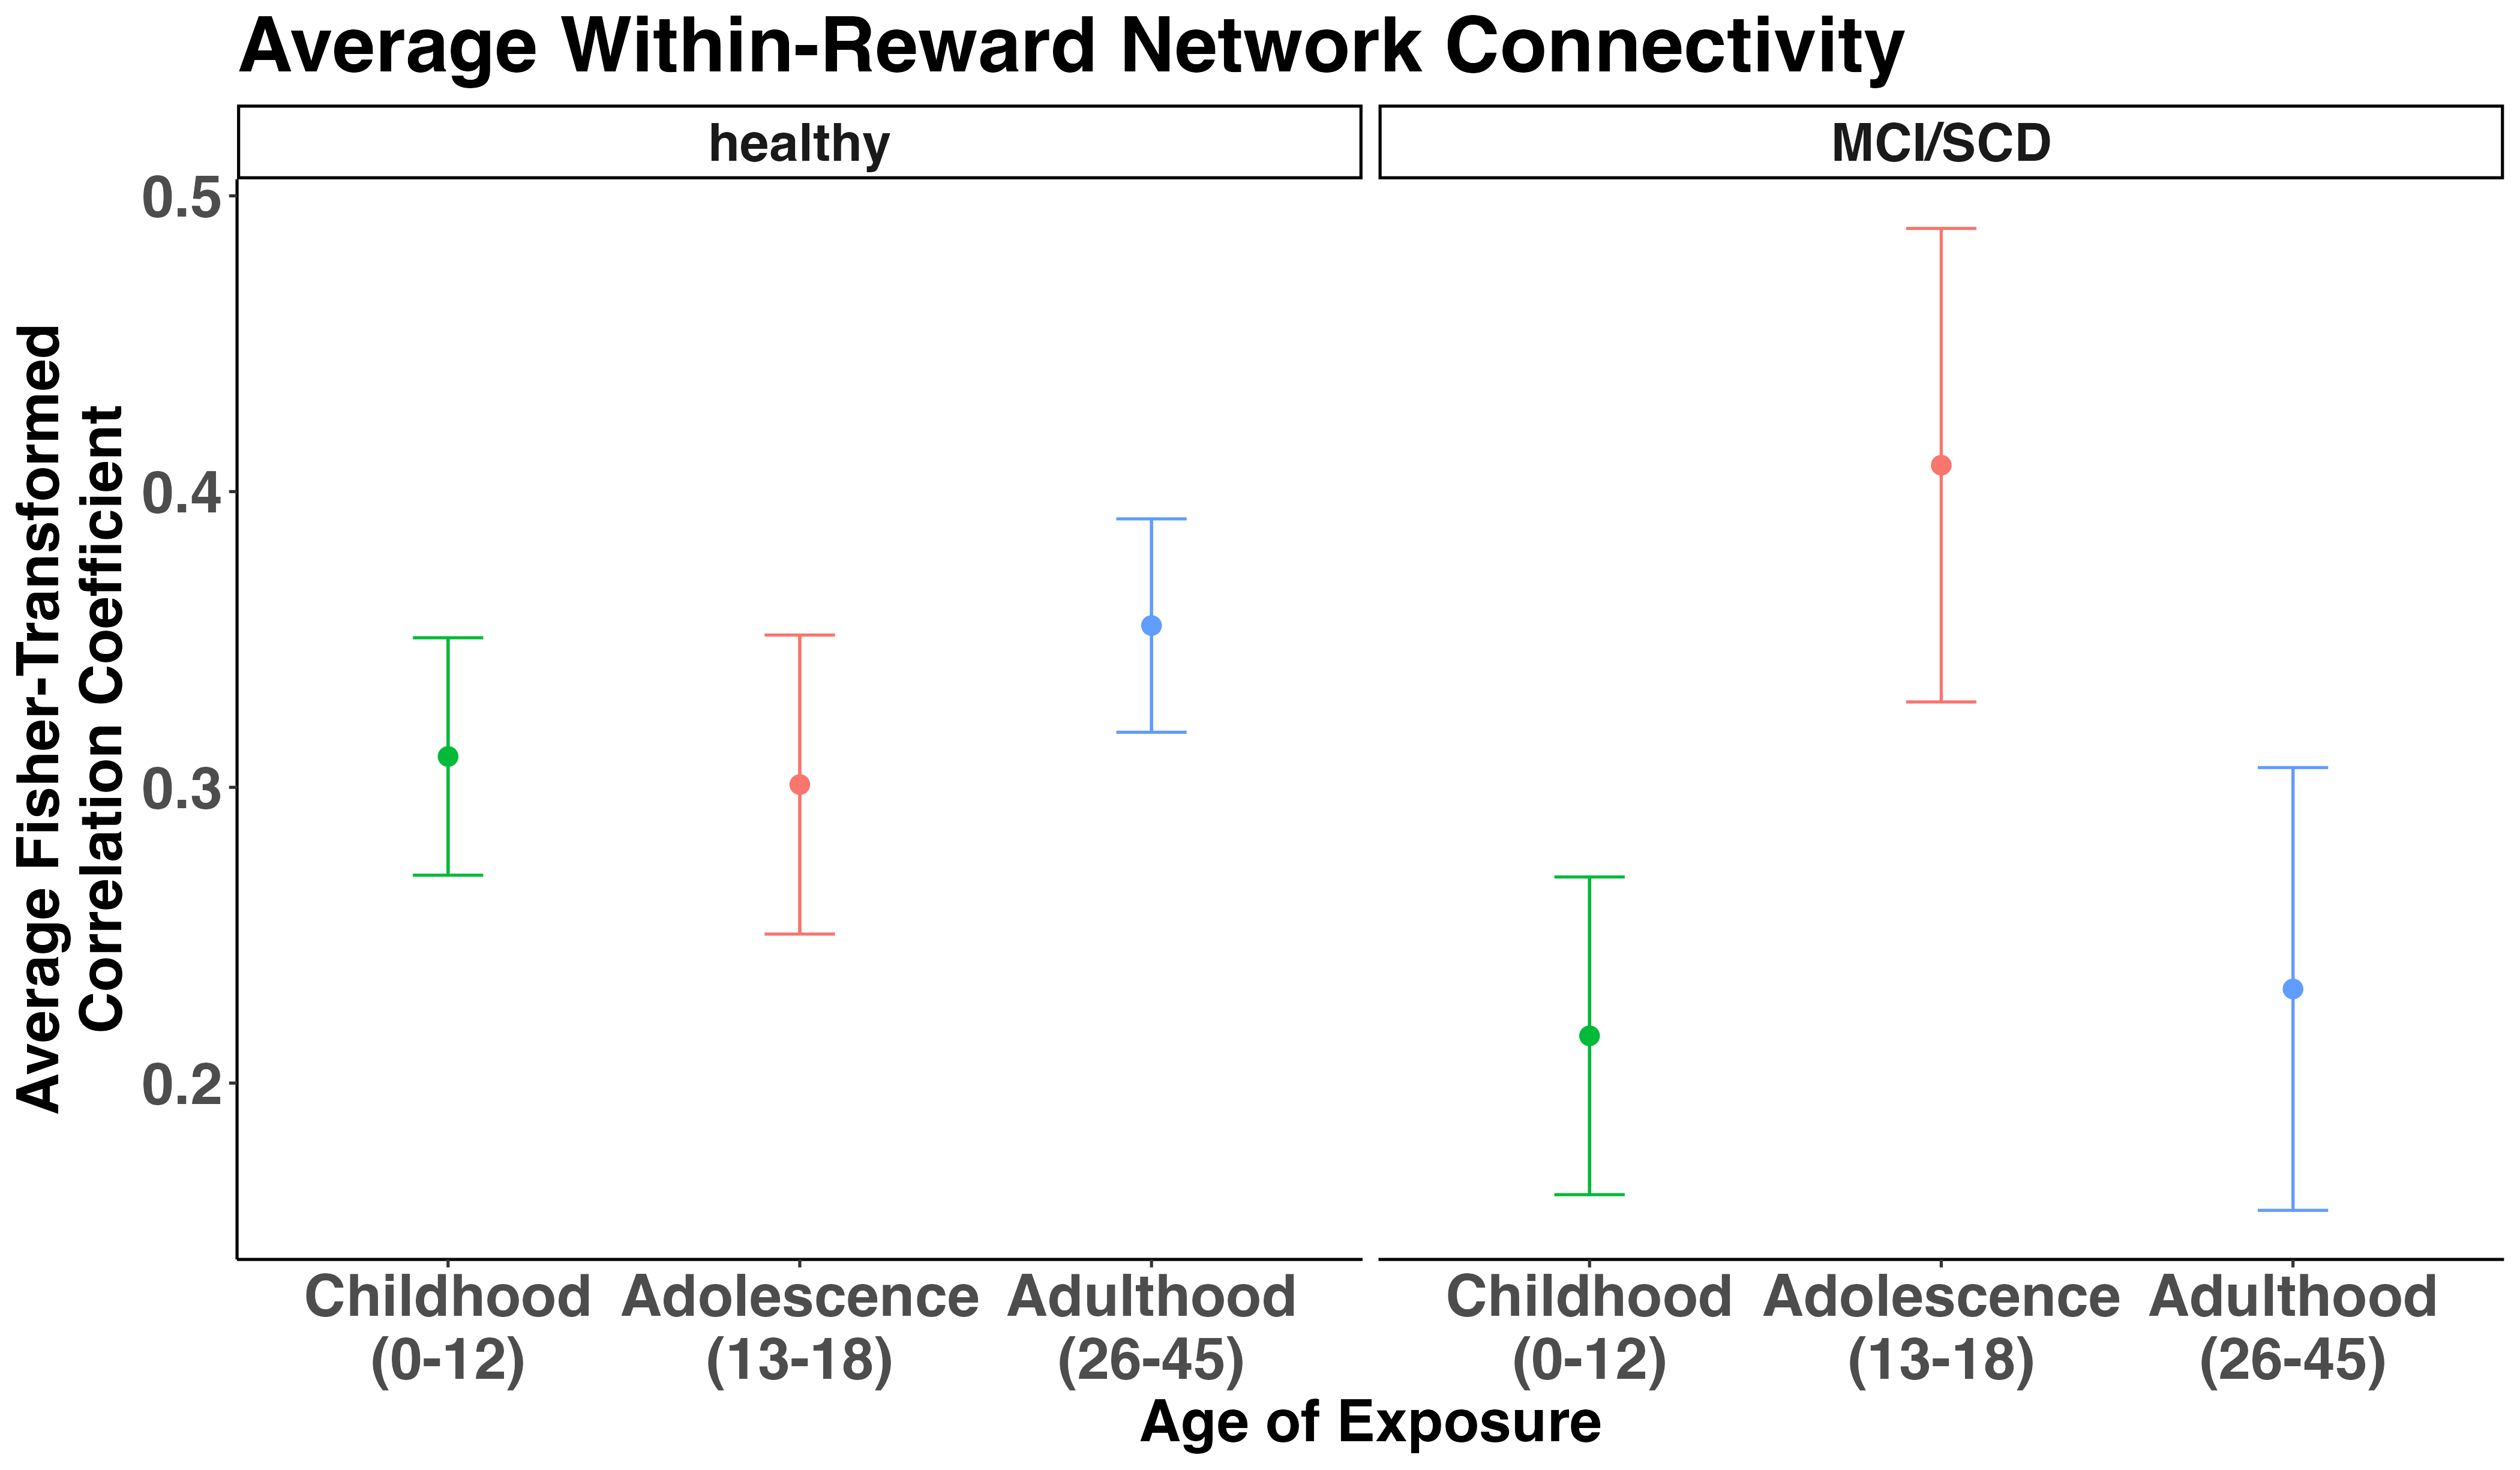 Average Within-Reward Network Connectivity
healthy
MCI/SCD
Average Fisher-Transformed
Correlation Coefficient
0.5
0.4
0.3
0.2
Childhood
(0-12)
Adolescence
(13-18)
Adulthood
(26-45)
Childhood
(0-12)
Adolescence
(13-18)
Adulthood
(26-45)
Age of Exposure